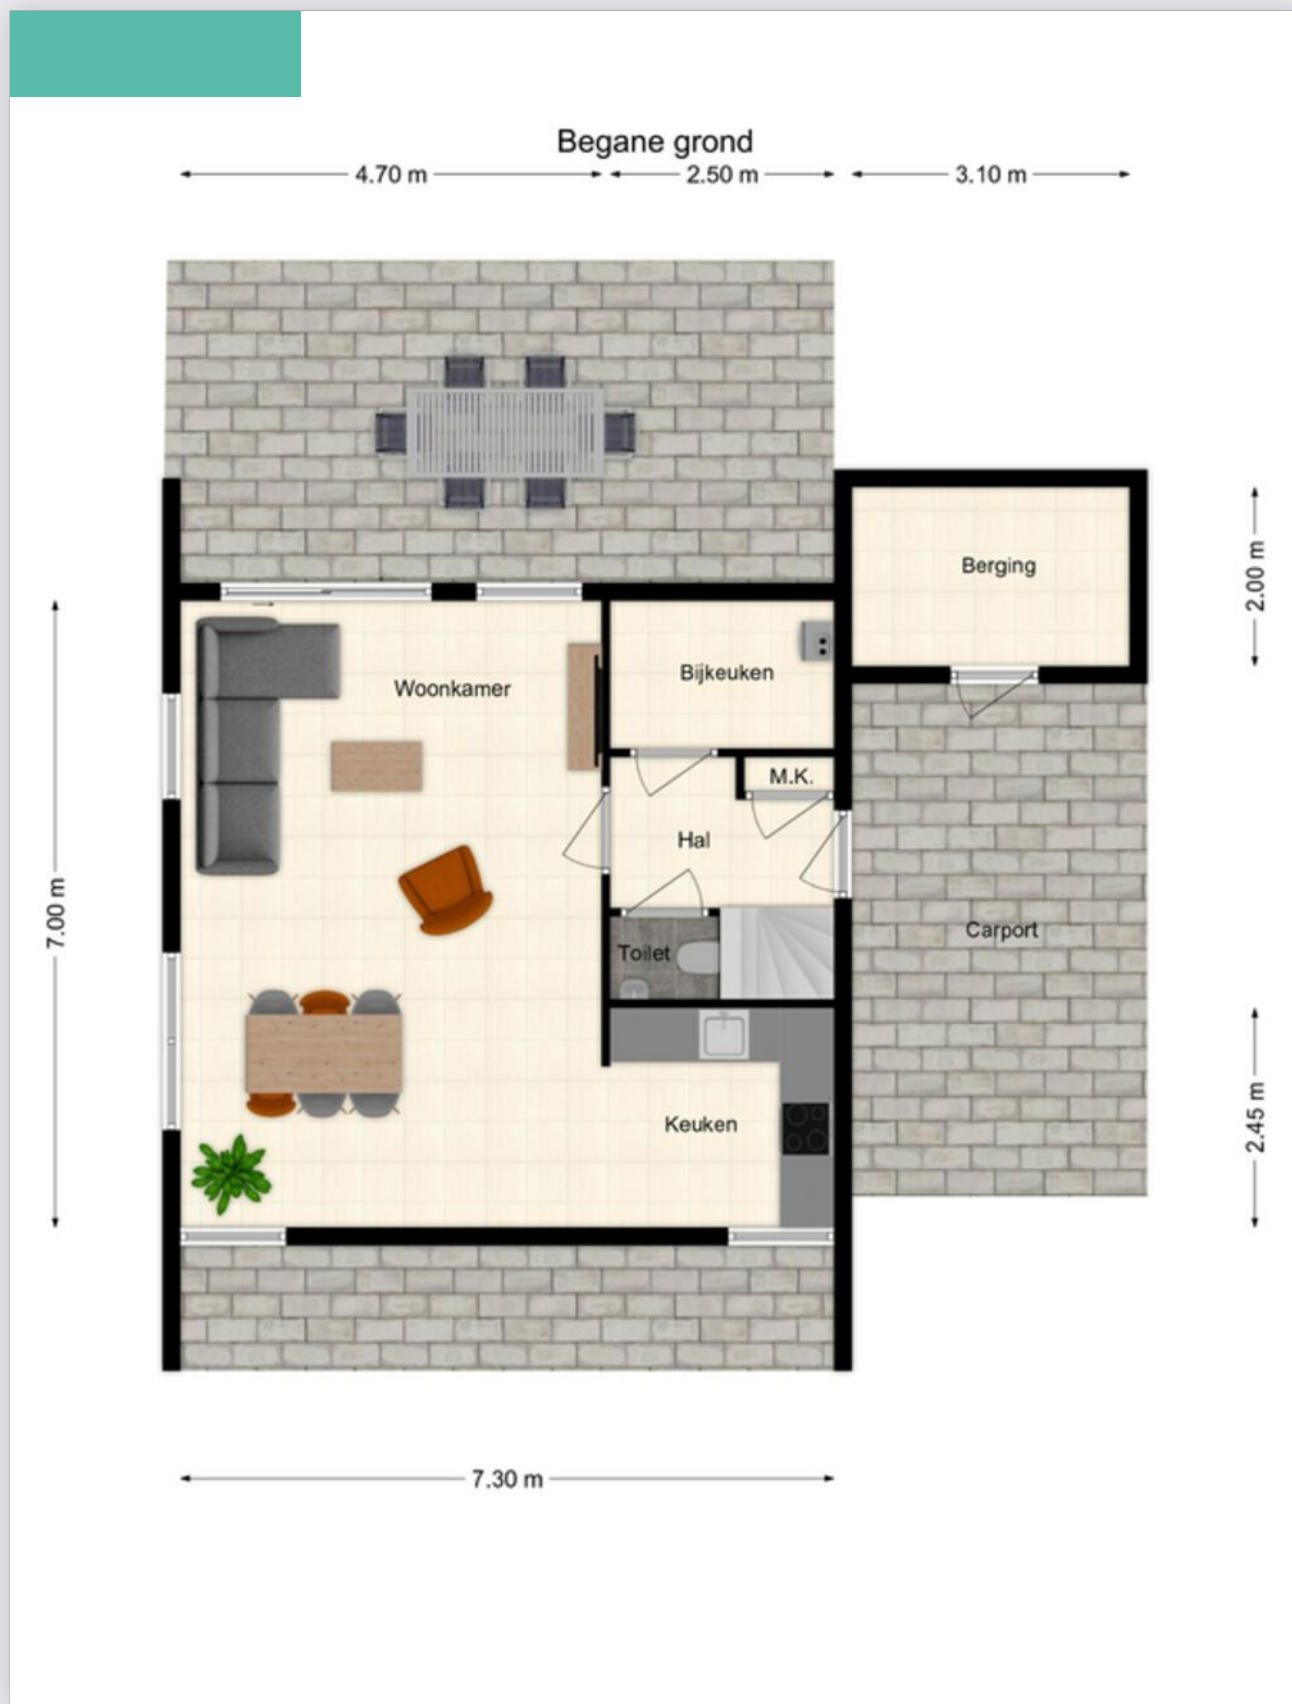 Begane grond
4.70 m
2.50 m
3.10 m
Berging
2.00 m
Bijkeuken
Woonkamer
M.K.
Hal
7.00 m
Carport
Toilet
2.45 m
Keuken
7.30 m